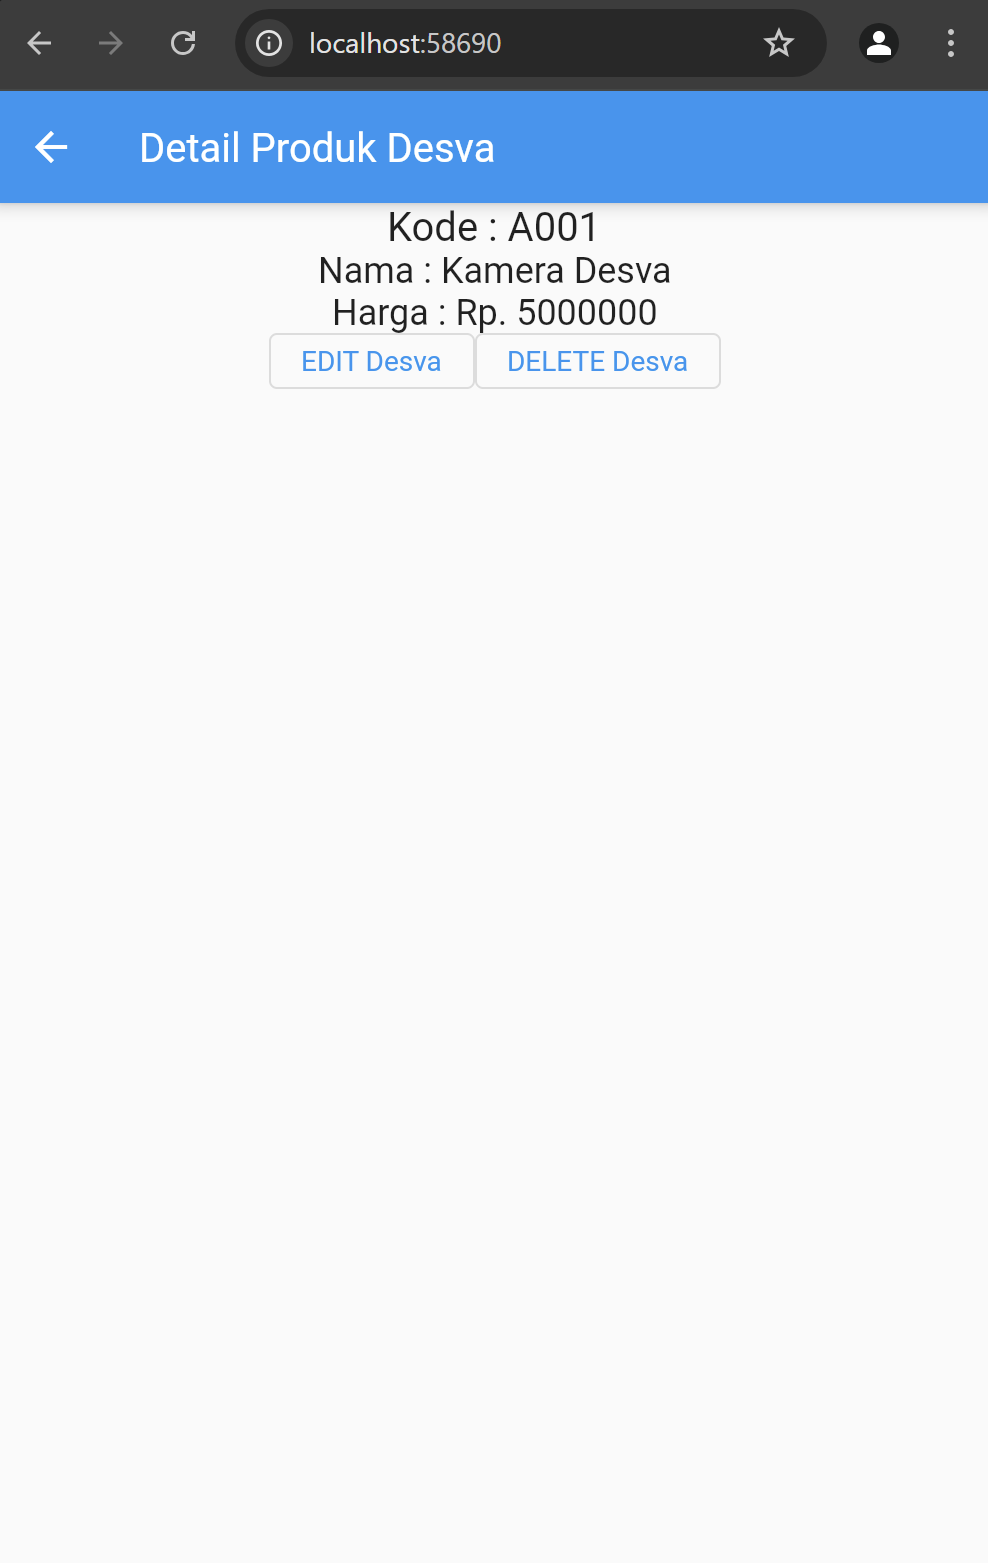 localhost:58690
Detail Produk Desva
Kode : A001
Nama : Kamera Desva
Harga : Rp. 5000000
EDIT Desva DELETE Desva